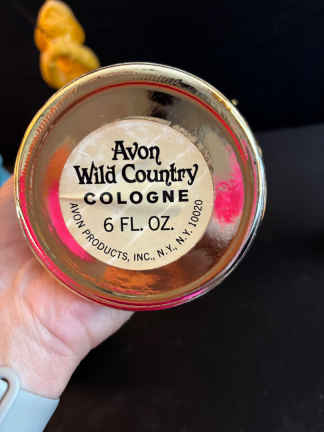 Avon
Wild Country
COLOGNE
6 FL. OZ.
AVON PRODUCTS, INC., N.Y., N.Y. 10020